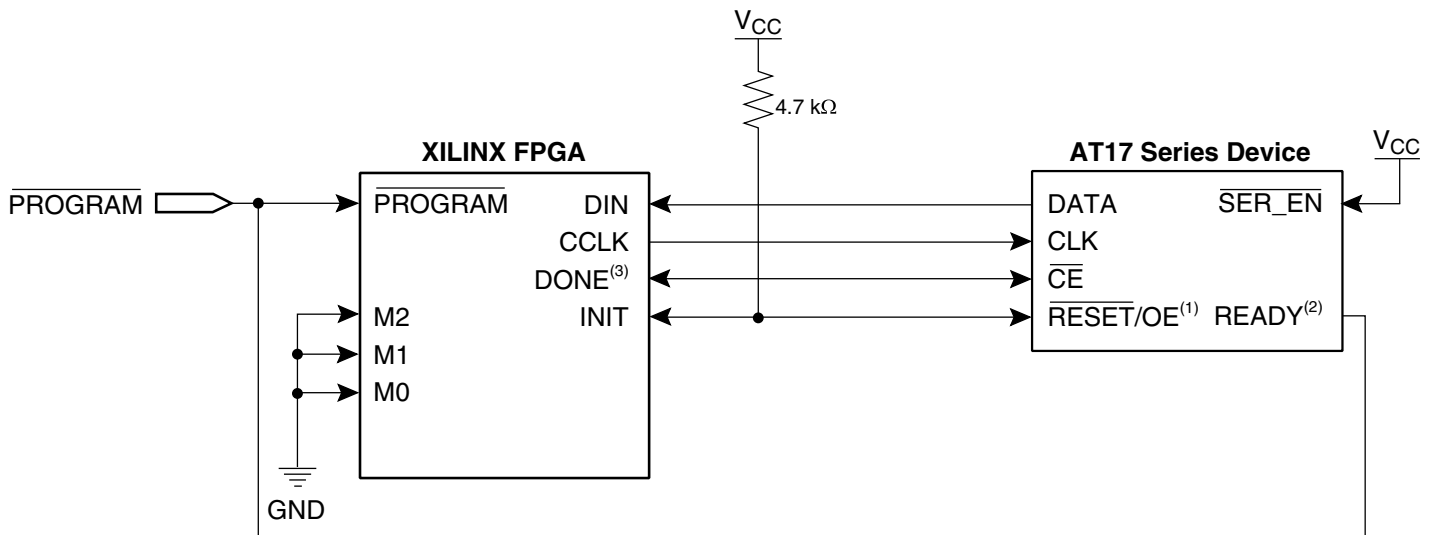 VCC
4.7 kΩ
XILINX FPGA
AT17 Series Device
VCC
PROGRAM
PROGRAM
DIN
DATA
SER_EN
CCLK
CLK
DONE(3)
CE
M2
INIT
RESET/OE(1)
READY(2)
M1
M0
GND